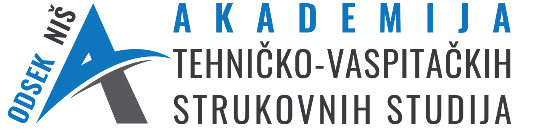 ODSEK NIŠ
AKADEMIJA
TEHNIČKO-VASPITAČKIH
STRUKOVNIH STUDIJA